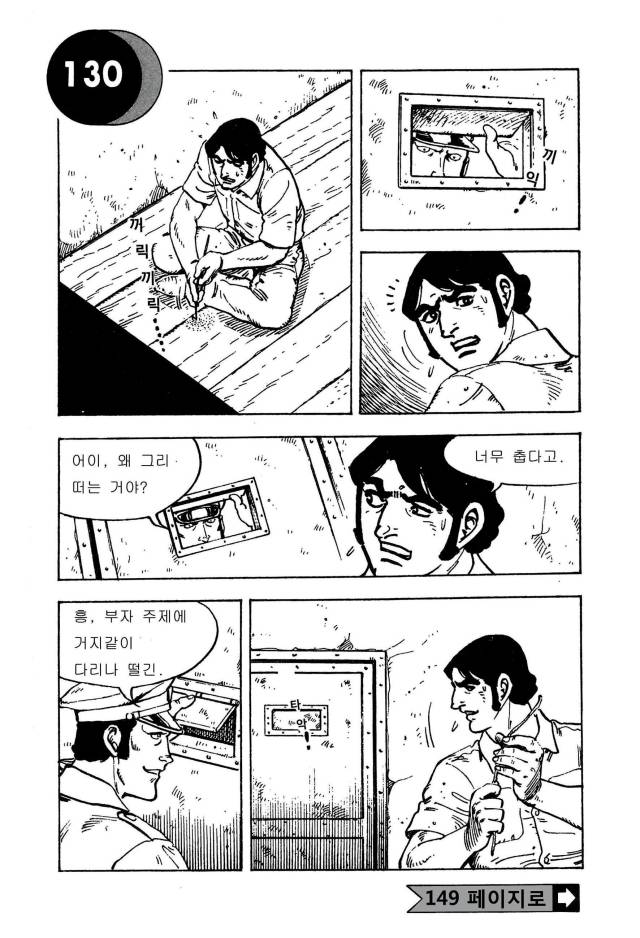 130
꺼
릭
끼
릭
끼
익
어이, 왜 그리
떠는 거야?
너무 춥다고.
흥, 부자 주제에
거지같이
다리나 떨긴.
타
악
149 페이지로